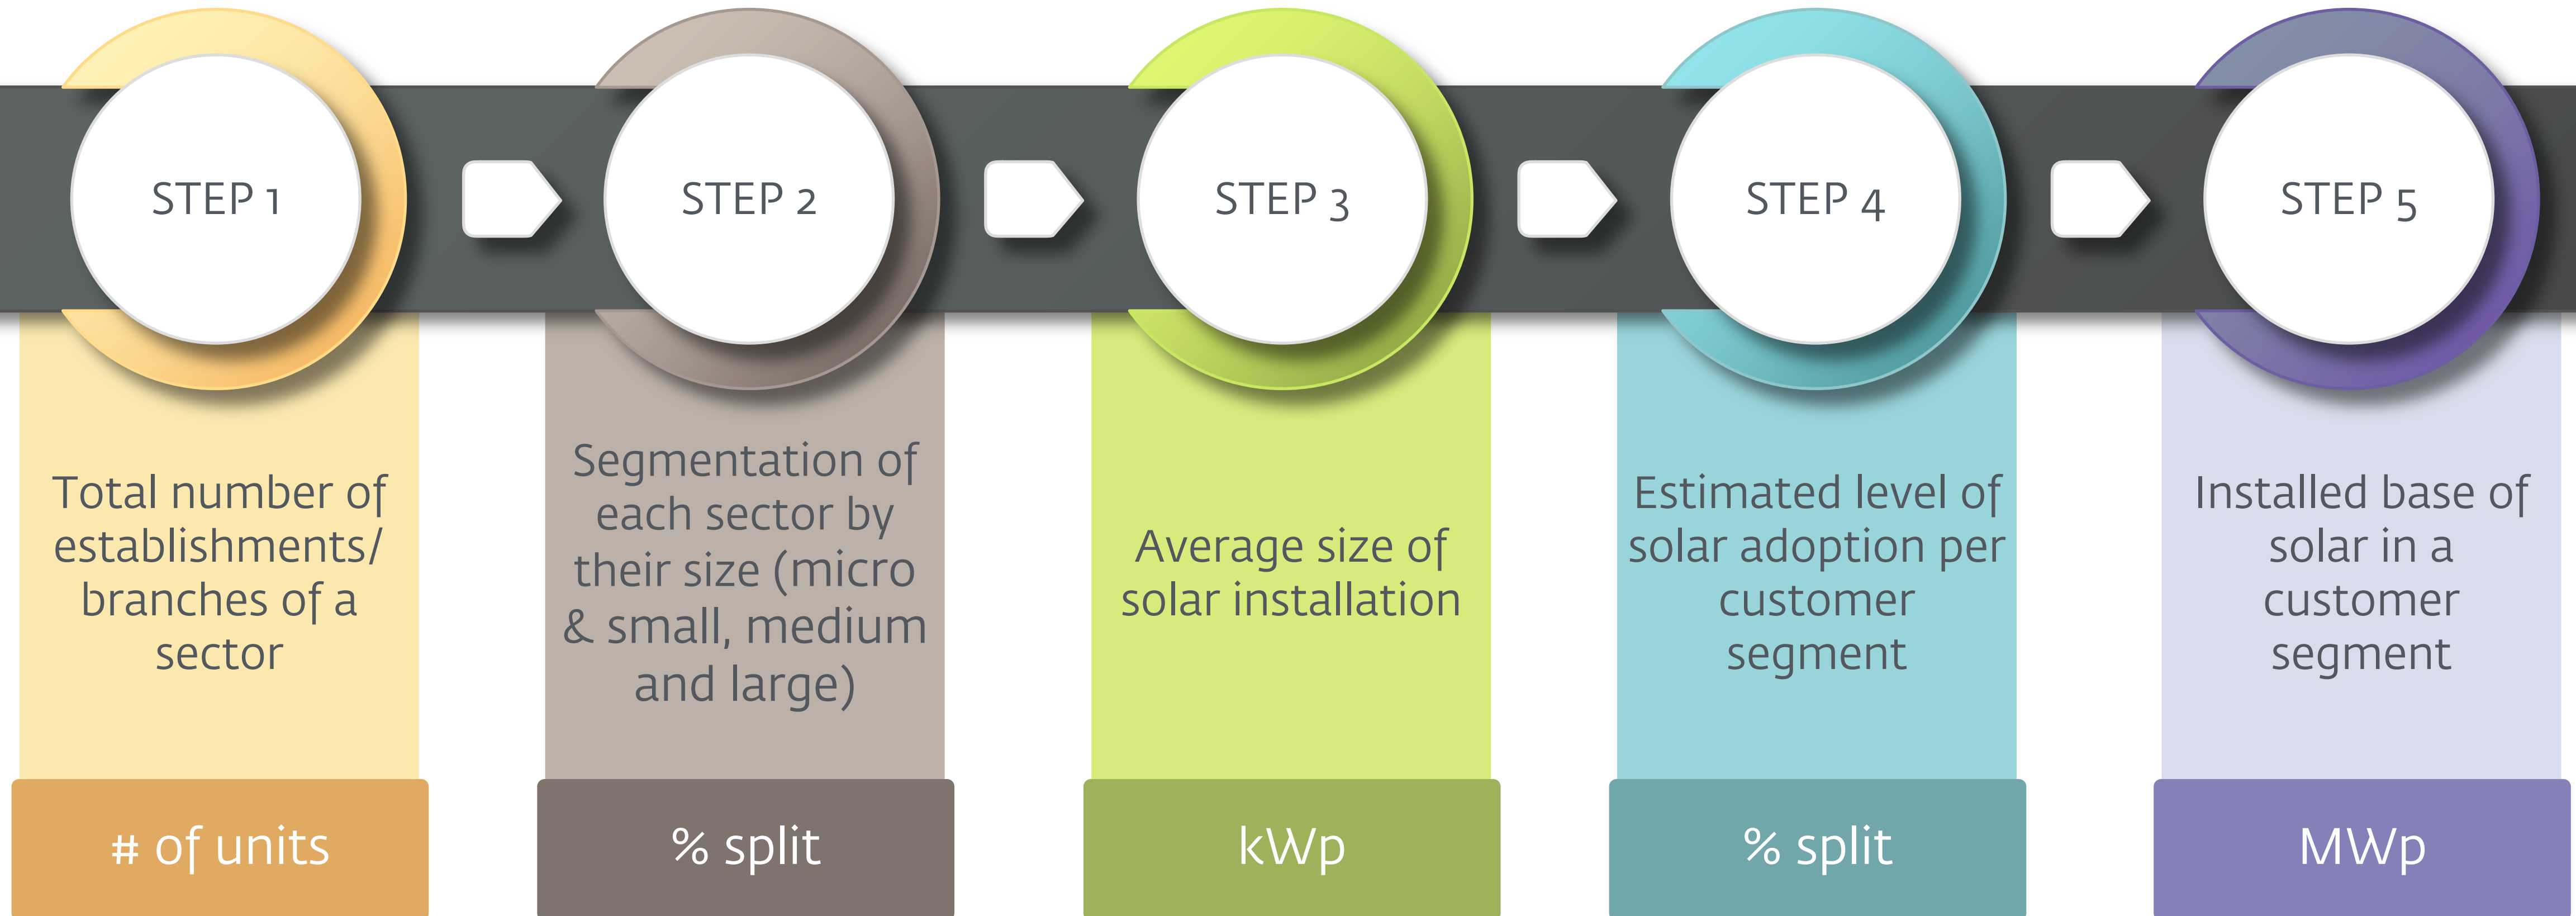 STEP 1
STEP 2
STEP 3
STEP 4
STEP 5
Total number of
establishments/
branches of a
sector
Segmentation of
each sector by
their size (micro
& small, medium
and large)
Average size of
solar installation
Estimated level of
solar adoption per
customer
segment
Installed base of
solar in a
customer
segment
# of units
% split
kWp
% split
MWp